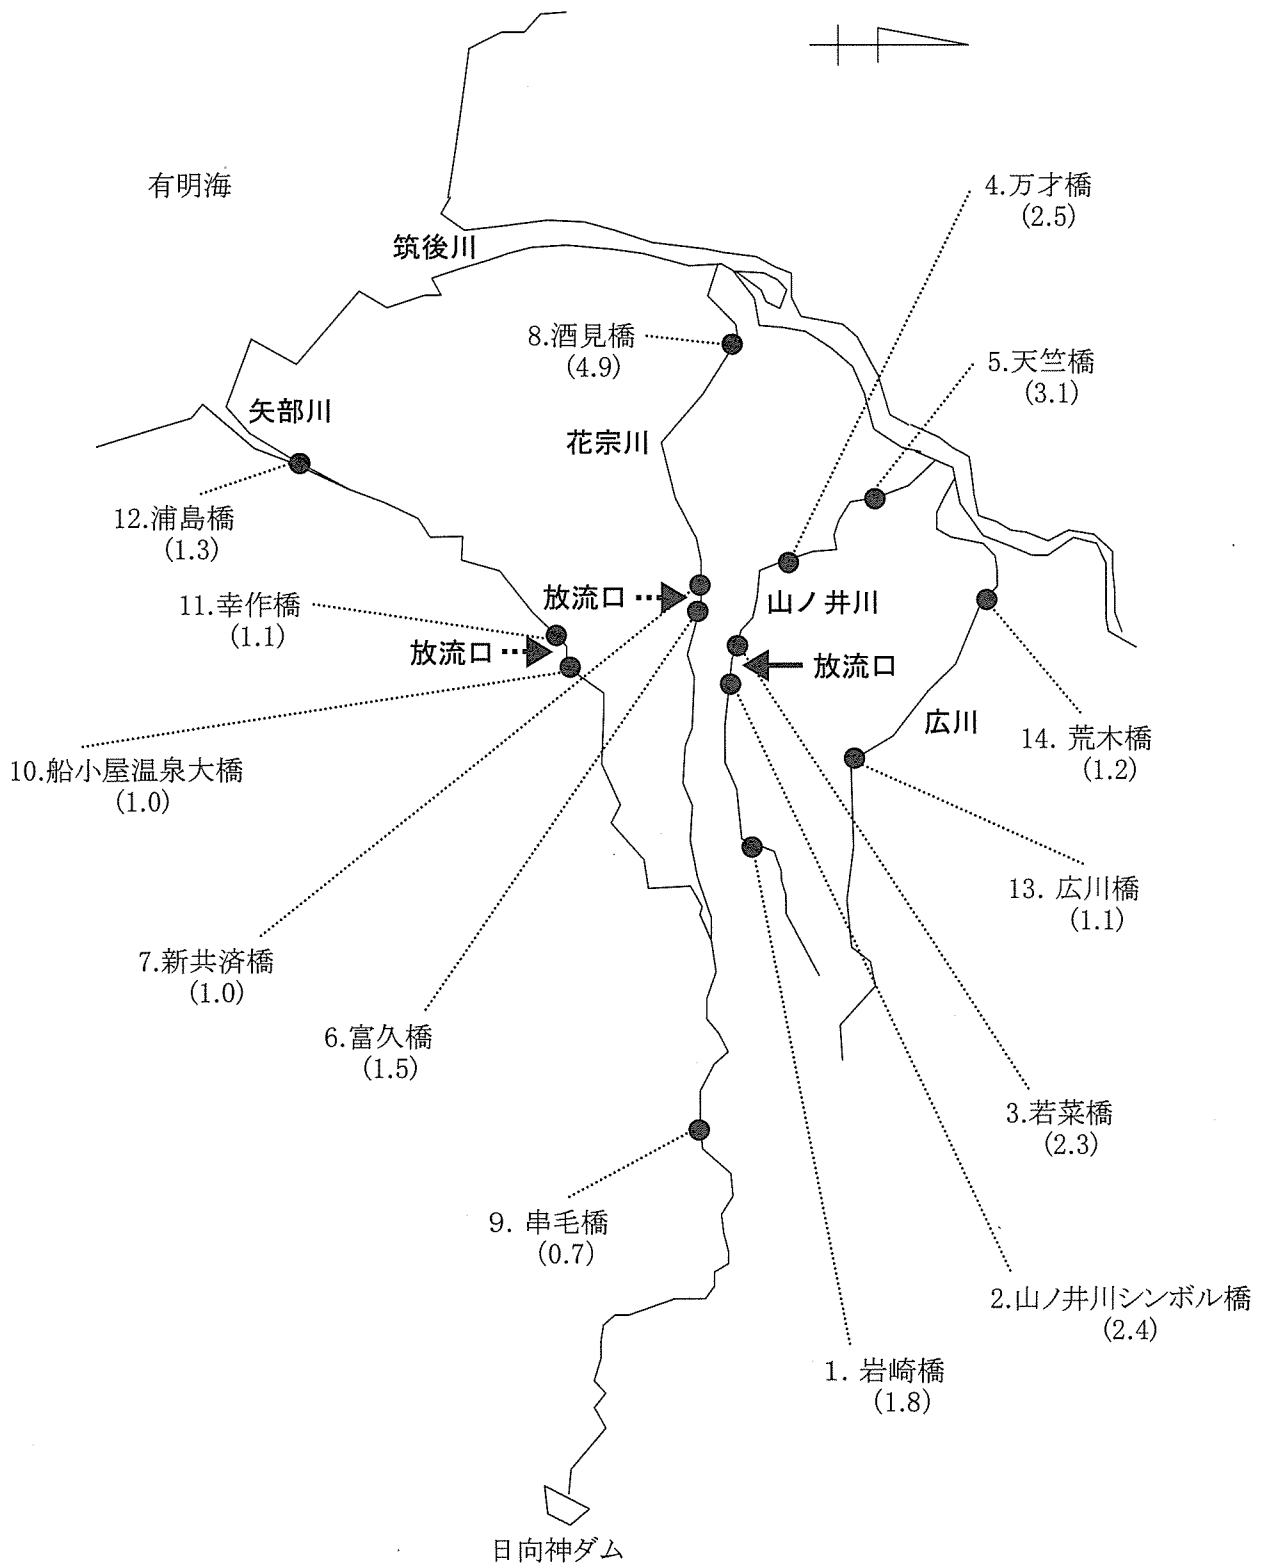 有明海
4.万才橋
(2.5)
筑後川
8.酒見橋
(4.9)
5.天竺橋
(3.1)
矢部川
花宗川
12.浦島橋
(1.3)
放流口
山ノ井川
11.幸作橋
(1.1)
放流口
放流口
広川
14. 荒木橋
(1.2)
10.船小屋温泉大橋
(1.0)
13. 広川橋
(1.1)
7.新共済橋
(1.0)
6.富久橋
(1.5)
3.若菜橋
(2.3)
9. 串毛橋
(0.7)
2.山ノ井川シンボル橋
(2.4)
1. 岩崎橋
(1.8)
日向神ダム